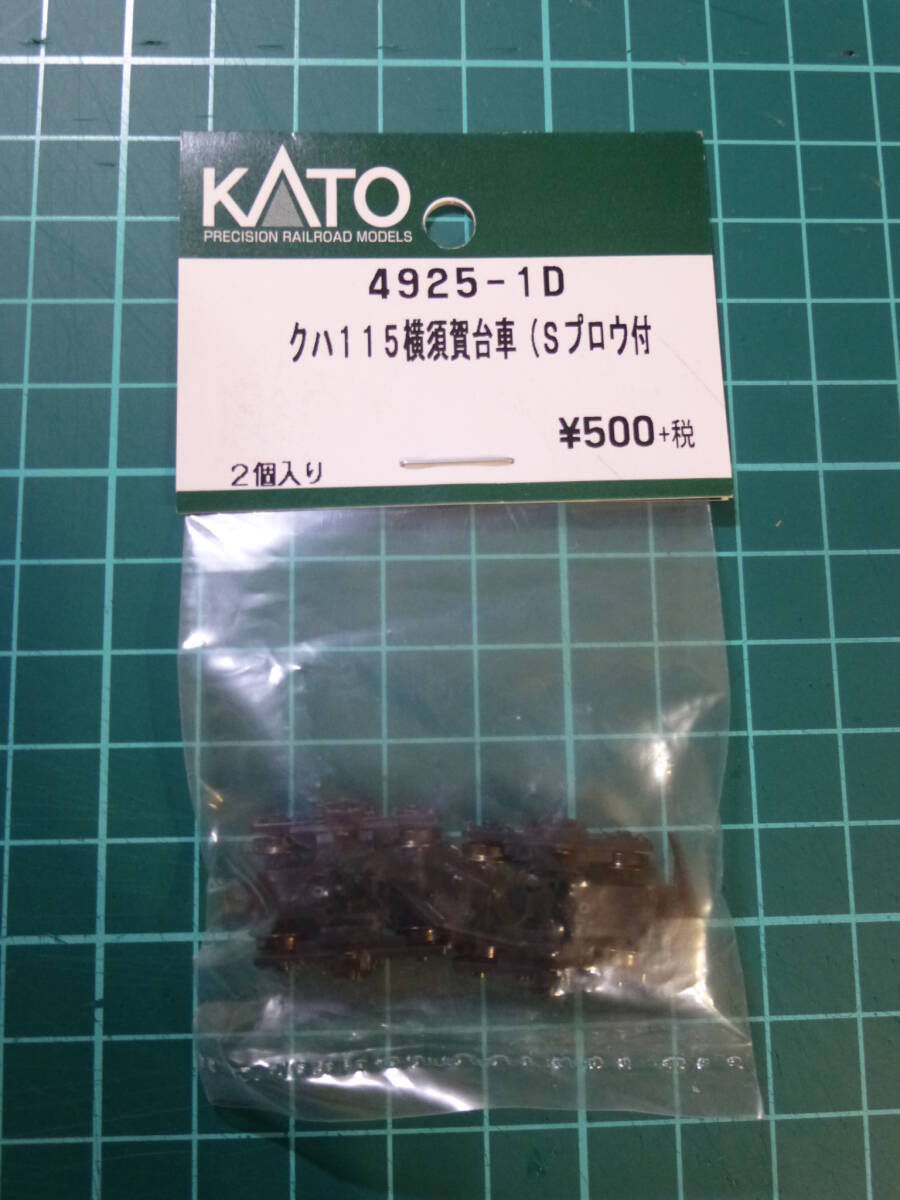 KATO
PRECISION RAILROAD MODELS
4925-1D
クハ115横須賀台車 (Sプロウ付
¥500+税
2個入り